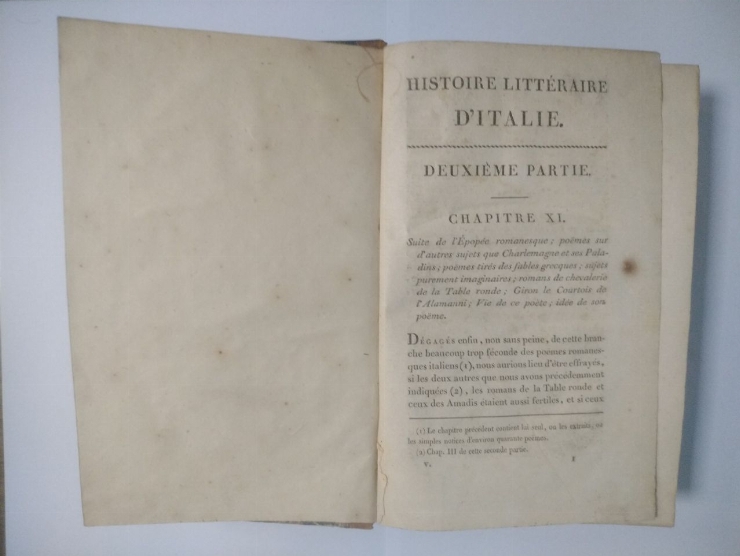 HISTOIRE LITTÉRAIRE
D'ITALIE.
DEUXIÈME PARTIE.
CHAPITRE XI.
Suite de l'Épopée romanesque; poèmes sur
d'autres sujets que Charlemagne et ses Pala-
dins; poèmes tirés des fables grecques; sujets
purement imaginaires; romans de chevalerie
de la Table ronde; Giron le Courtois de
l'Alamanni; Vie de ce poëte; idée de son
poëme.
DÉGAGÉS enfin, non sans peine, de cette bran-
che beaucoup trop féconde des poëmes romanes-
ques italiens (1), nous aurions lieu d'être effrayés,
si les deux autres que nous avons précédemment
indiquées (2), les romans de la Table ronde et
ceux des Amadis étaient aussi fertiles, et si ceux
(1) Le chapitre précédent contient lui seul, ou les extraits, ou
les simples notices d'environ quarante poëmes.
(2) Chap. III de cette seconde partie.
V. 1